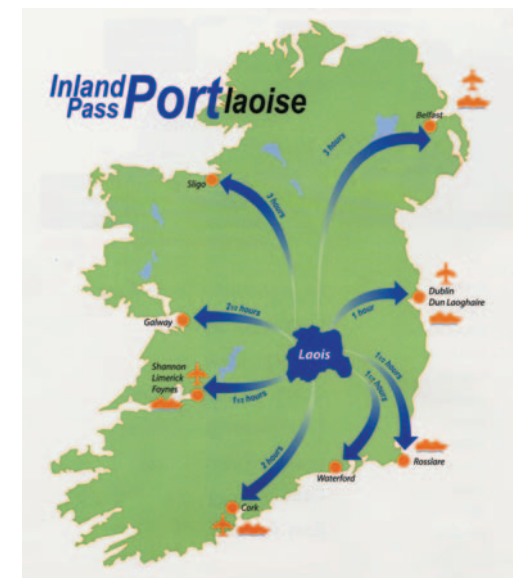 Inland
Pass
Portlaoise
Belfast
3 hours
Sligo
hours
Dublin
Dun Laoghaire
1 hour
Galway
21/2 hours
Laois
Shannon
Limerick
Foynes
11/2 hours
11/2 hours
11/2 hours
2 hours
Rosslare
Waterford
Cork